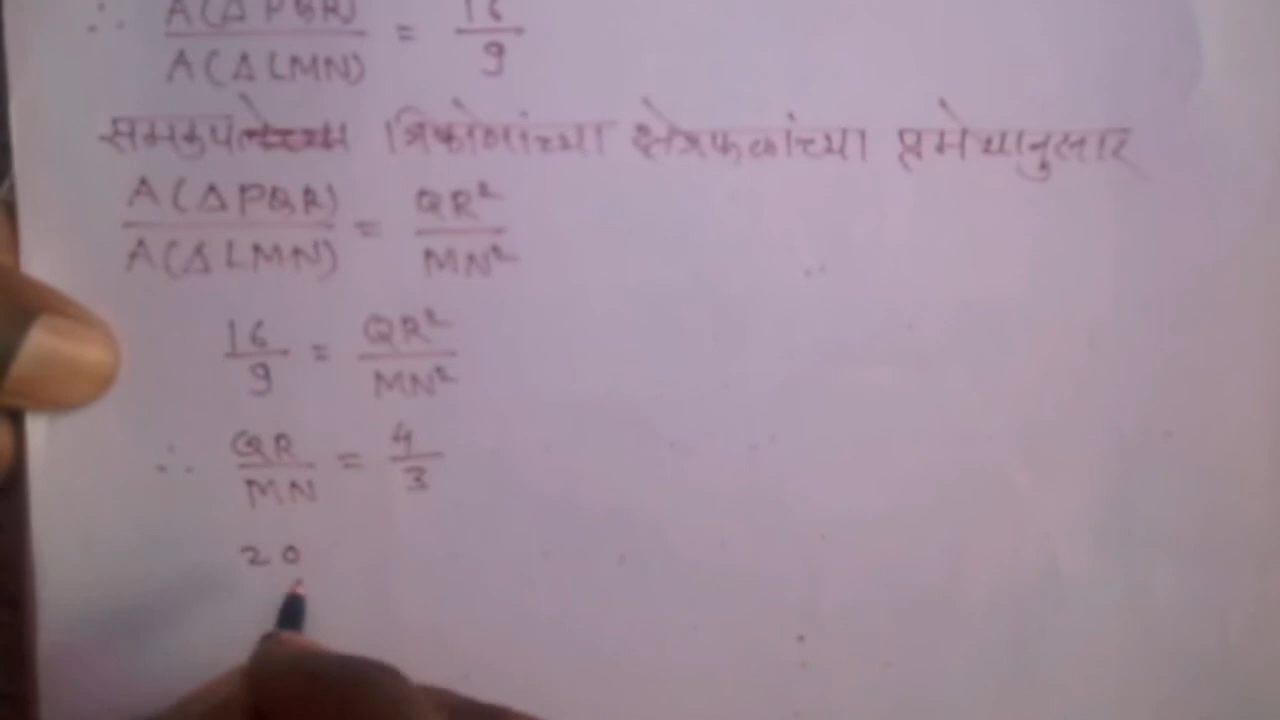 ∴ A(Δ PQR) / A(Δ LMN) = 16 / 9
त्रिकोणांच्या क्षेत्रफळांच्या प्रमेयानुसार
A(Δ PQR) / A(Δ LMN) = QR² / MN²
16 / 9 = QR² / MN²
∴ QR / MN = 4 / 3
20